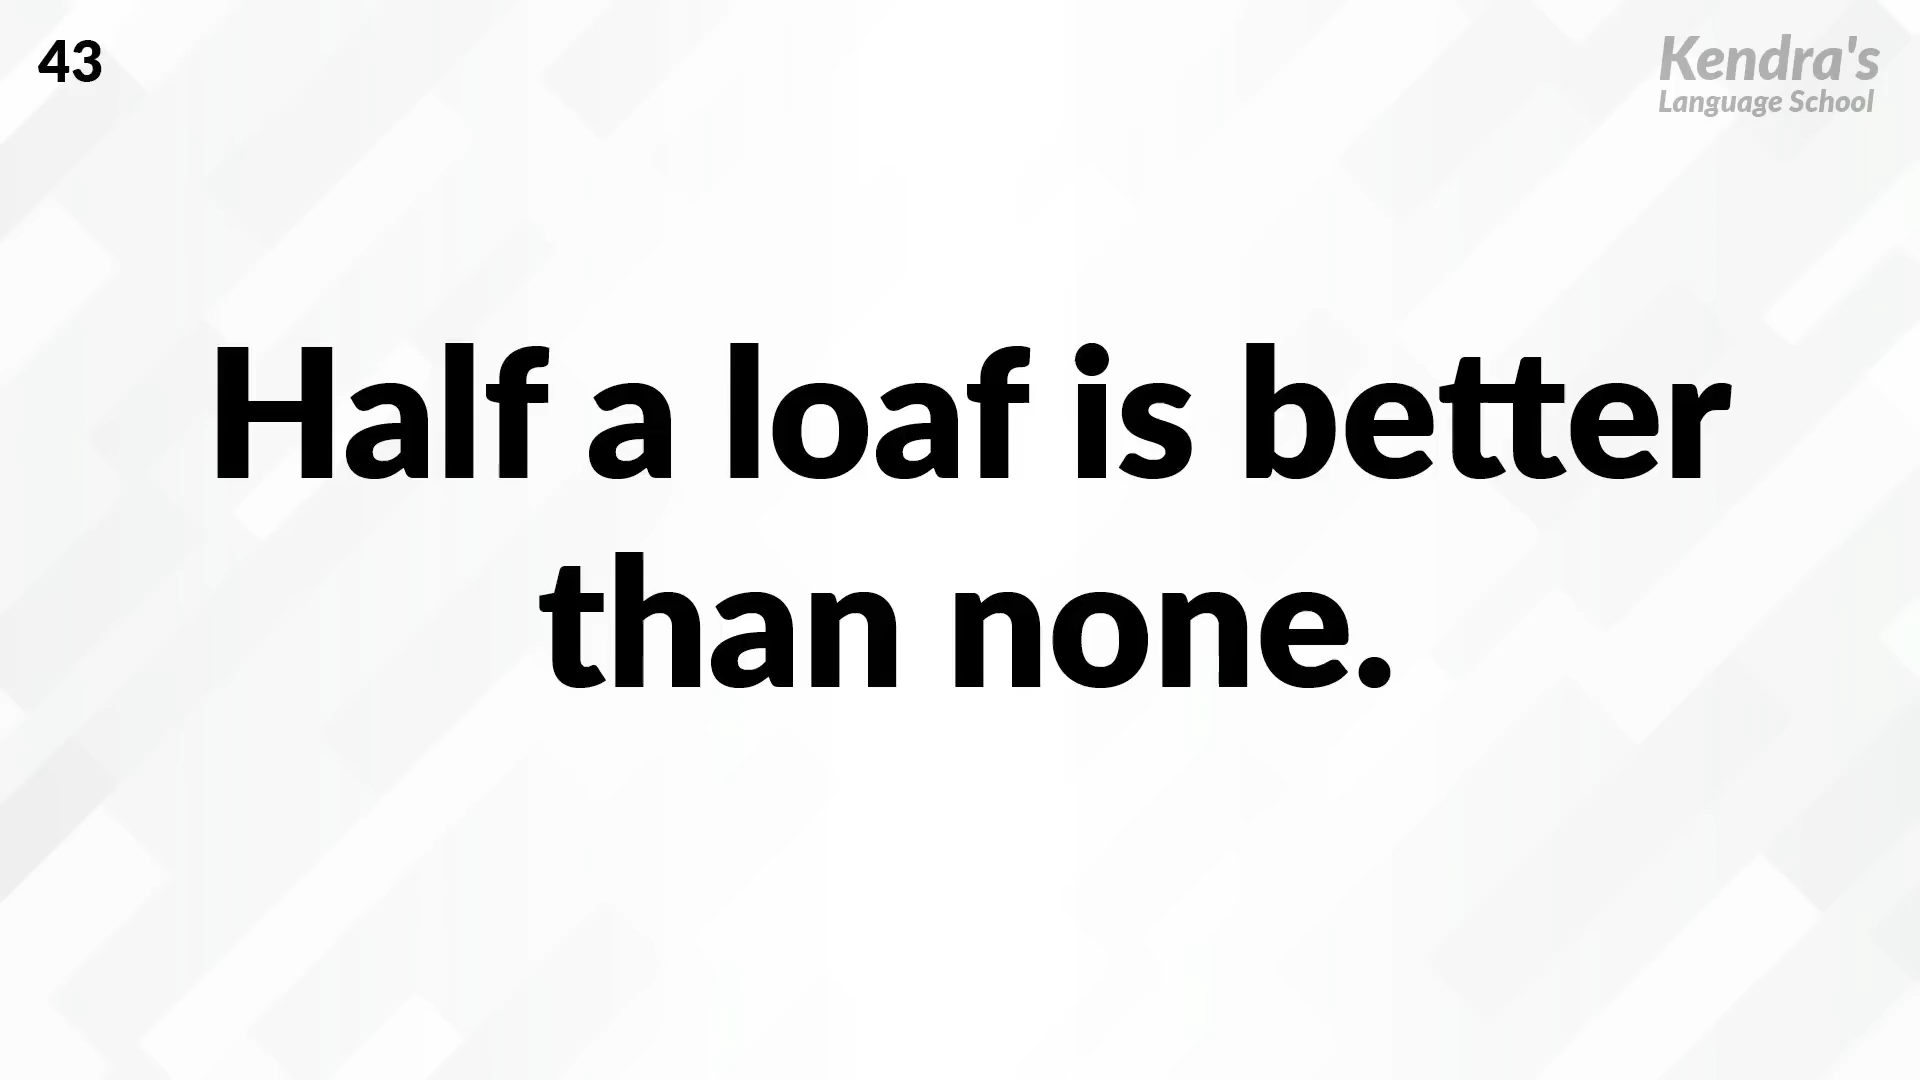 43
Kendra's
Language School
Half a loaf is better
than none.